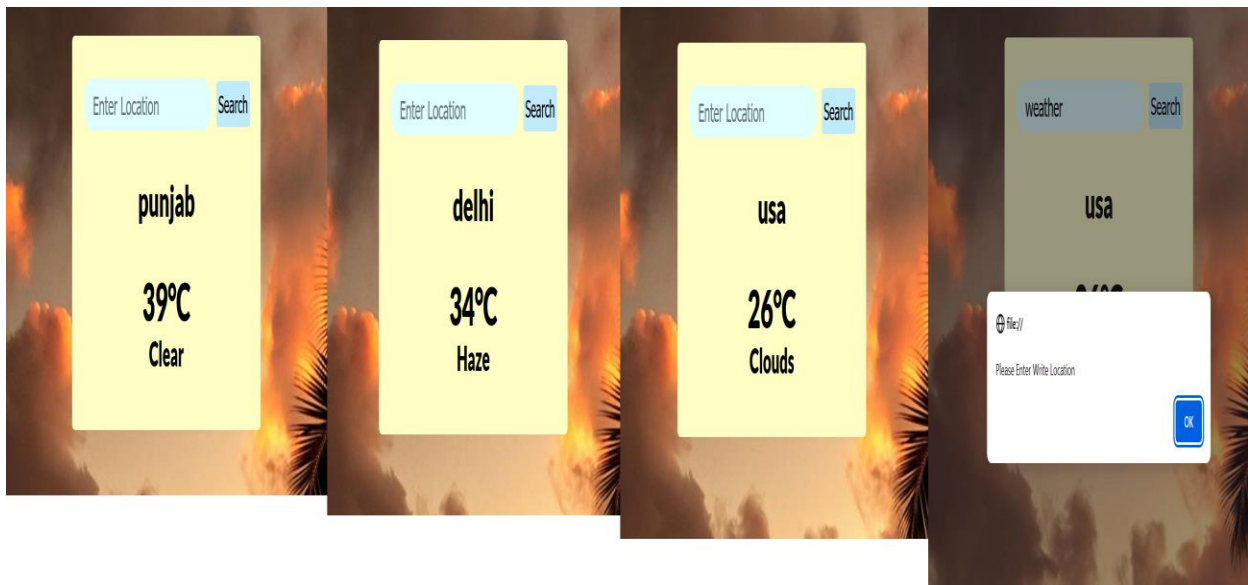 Enter Location
Search
punjab
39°C
Clear
Enter Location
Search
delhi
34°C
Haze
Enter Location
Search
usa
26°C
Clouds
weather
Search
usa
file://
Please Enter Write Location
OK